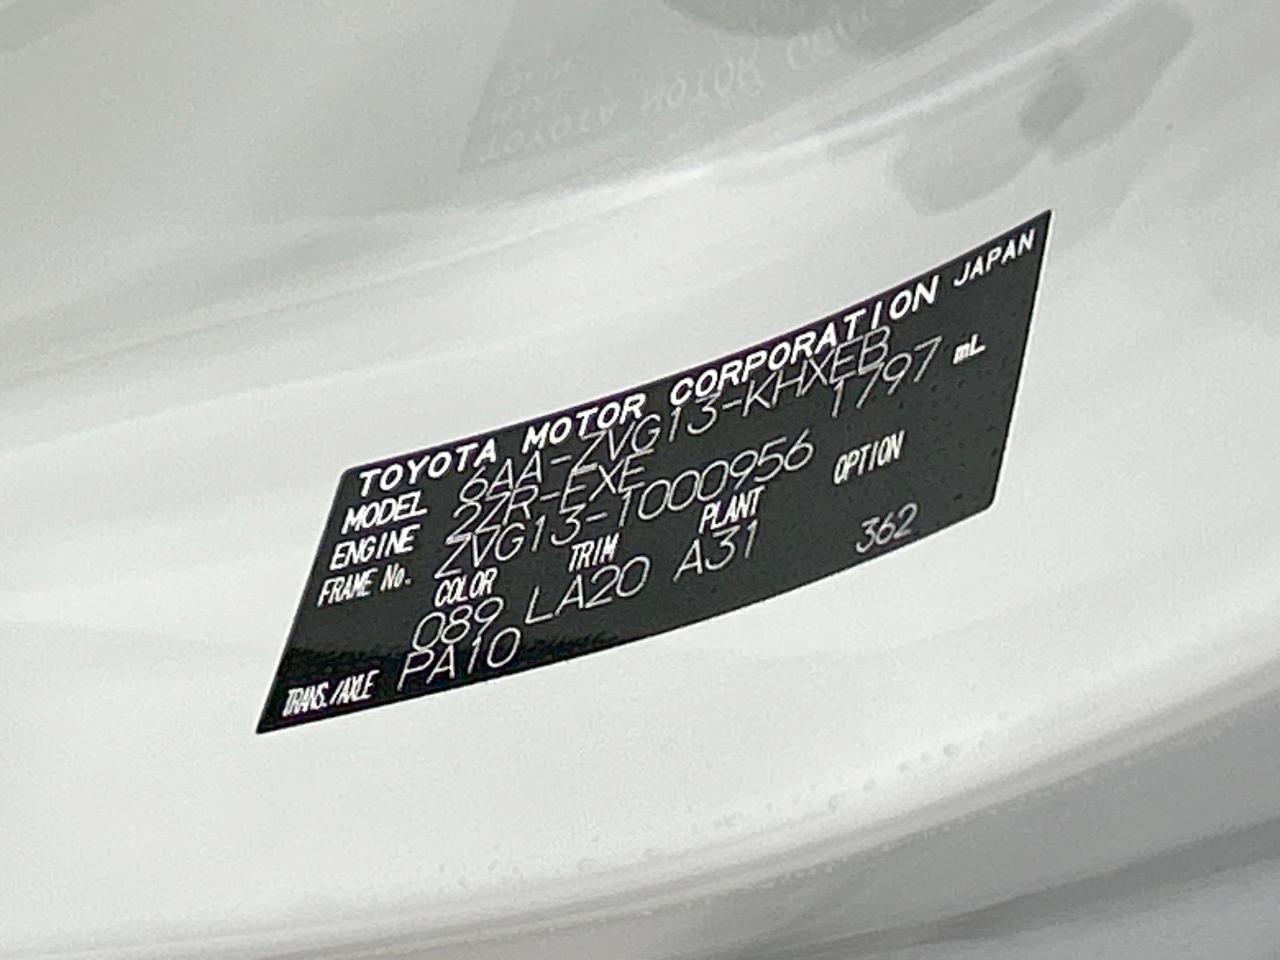 TOYOTA MOTOR CORPORATION JAPAN
MODEL 6AA-ZVG13-KHXEB
ENGINE 2ZR-EXE 1797 mL
FRAME No. ZVG13-1000956
COLOR TRIM PLANT OPTION
089 LA20 A31 362
TRANS./AXLE PA10